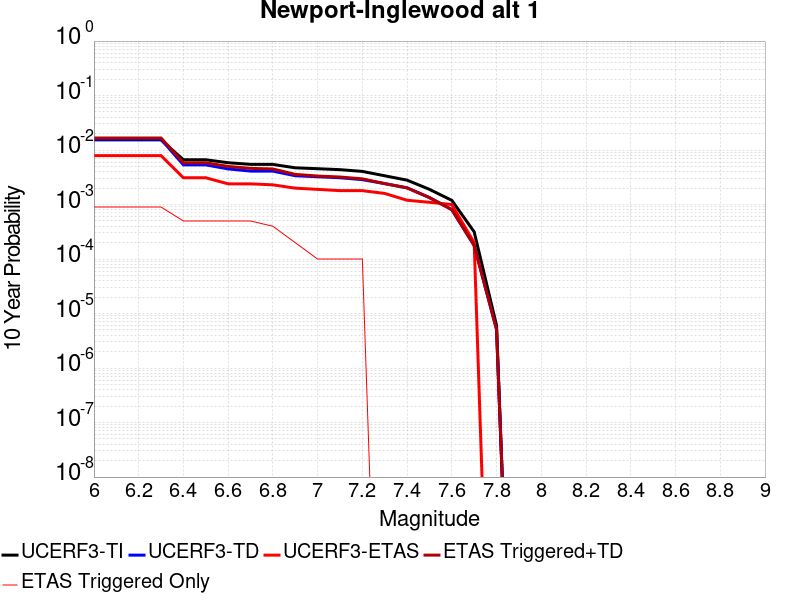 Newport-Inglewood alt 1
10 0
10 -1
10 -2
10 -3
10 -4
10 -5
10 -6
10 -7
10 -8
10 Year Probability
6 6.2 6.4 6.6 6.8 7 7.2 7.4 7.6 7.8 8 8.2 8.4 8.6 8.8 9
Magnitude
UCERF3-TI UCERF3-TD UCERF3-ETAS ETAS Triggered+TD
ETAS Triggered Only